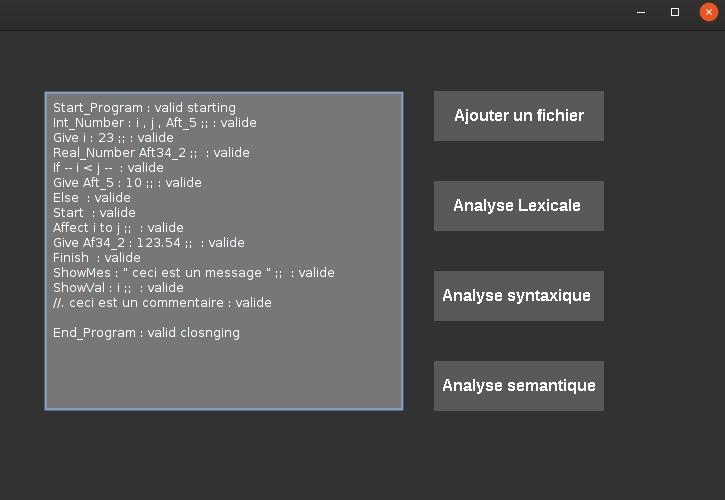 Start_Program : valid starting
Int_Number : i , j , Aft_5 ;; : valide
Give i : 23 ;; : valide
Real_Number Aft34_2 ;;  : valide
If -- i < j --  : valide
Give Aft_5 : 10 ;; : valide
Else  : valide
Start  : valide
Affect i to j ;;  : valide
Give Af34_2 : 123.54 ;;  : valide
Finish  : valide
ShowMes : " ceci est un message " ;;  : valide
ShowVal : i ;;  : valide
//. ceci est un commentaire : valide
End_Program : valid closnging
Ajouter un fichier
Analyse Lexicale
Analyse syntaxique
Analyse semantique